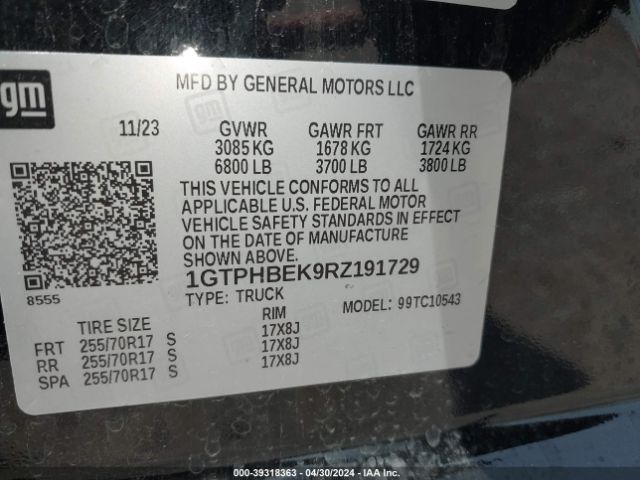 gm
MFD BY GENERAL MOTORS LLC
11/23 GVWR GAWR FRT GAWR RR
3085 KG 1678 KG 1724 KG
6800 LB 3700 LB 3800 LB
THIS VEHICLE CONFORMS TO ALL
APPLICABLE U.S. FEDERAL MOTOR
VEHICLE SAFETY STANDARDS IN EFFECT
ON THE DATE OF MANUFACTURE
SHOWN ABOVE.
1GTPHBEK9RZ191729
8555 TYPE: TRUCK MODEL: 99TC10543
TIRE SIZE RIM
FRT 255/70R17 S 17X8J
RR 255/70R17 S 17X8J
SPA 255/70R17 S 17X8J
000-39318363 - 04/30/2024 - IAA Inc.